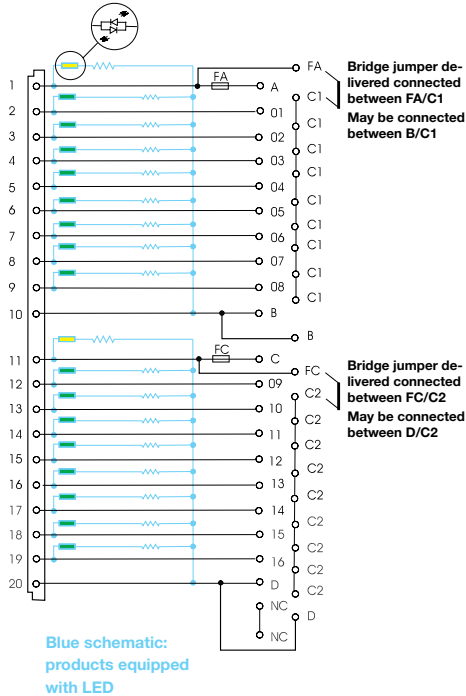 FA
Bridge jumper de-
livered connected
between FA/C1
May be connected
between B/C1
1
FA
A
C1
2
01
C1
3
02
C1
4
03
C1
5
04
C1
6
05
C1
7
06
C1
8
07
C1
9
08
C1
10
B
B
11
FC
C
FC
Bridge jumper de-
livered connected
between FC/C2
May be connected
between D/C2
12
09
C2
13
10
C2
14
11
C2
15
12
C2
16
13
C2
17
14
C2
18
15
C2
19
16
C2
20
D
C2
NC
D
NC
Blue schematic:
products equipped
with LED